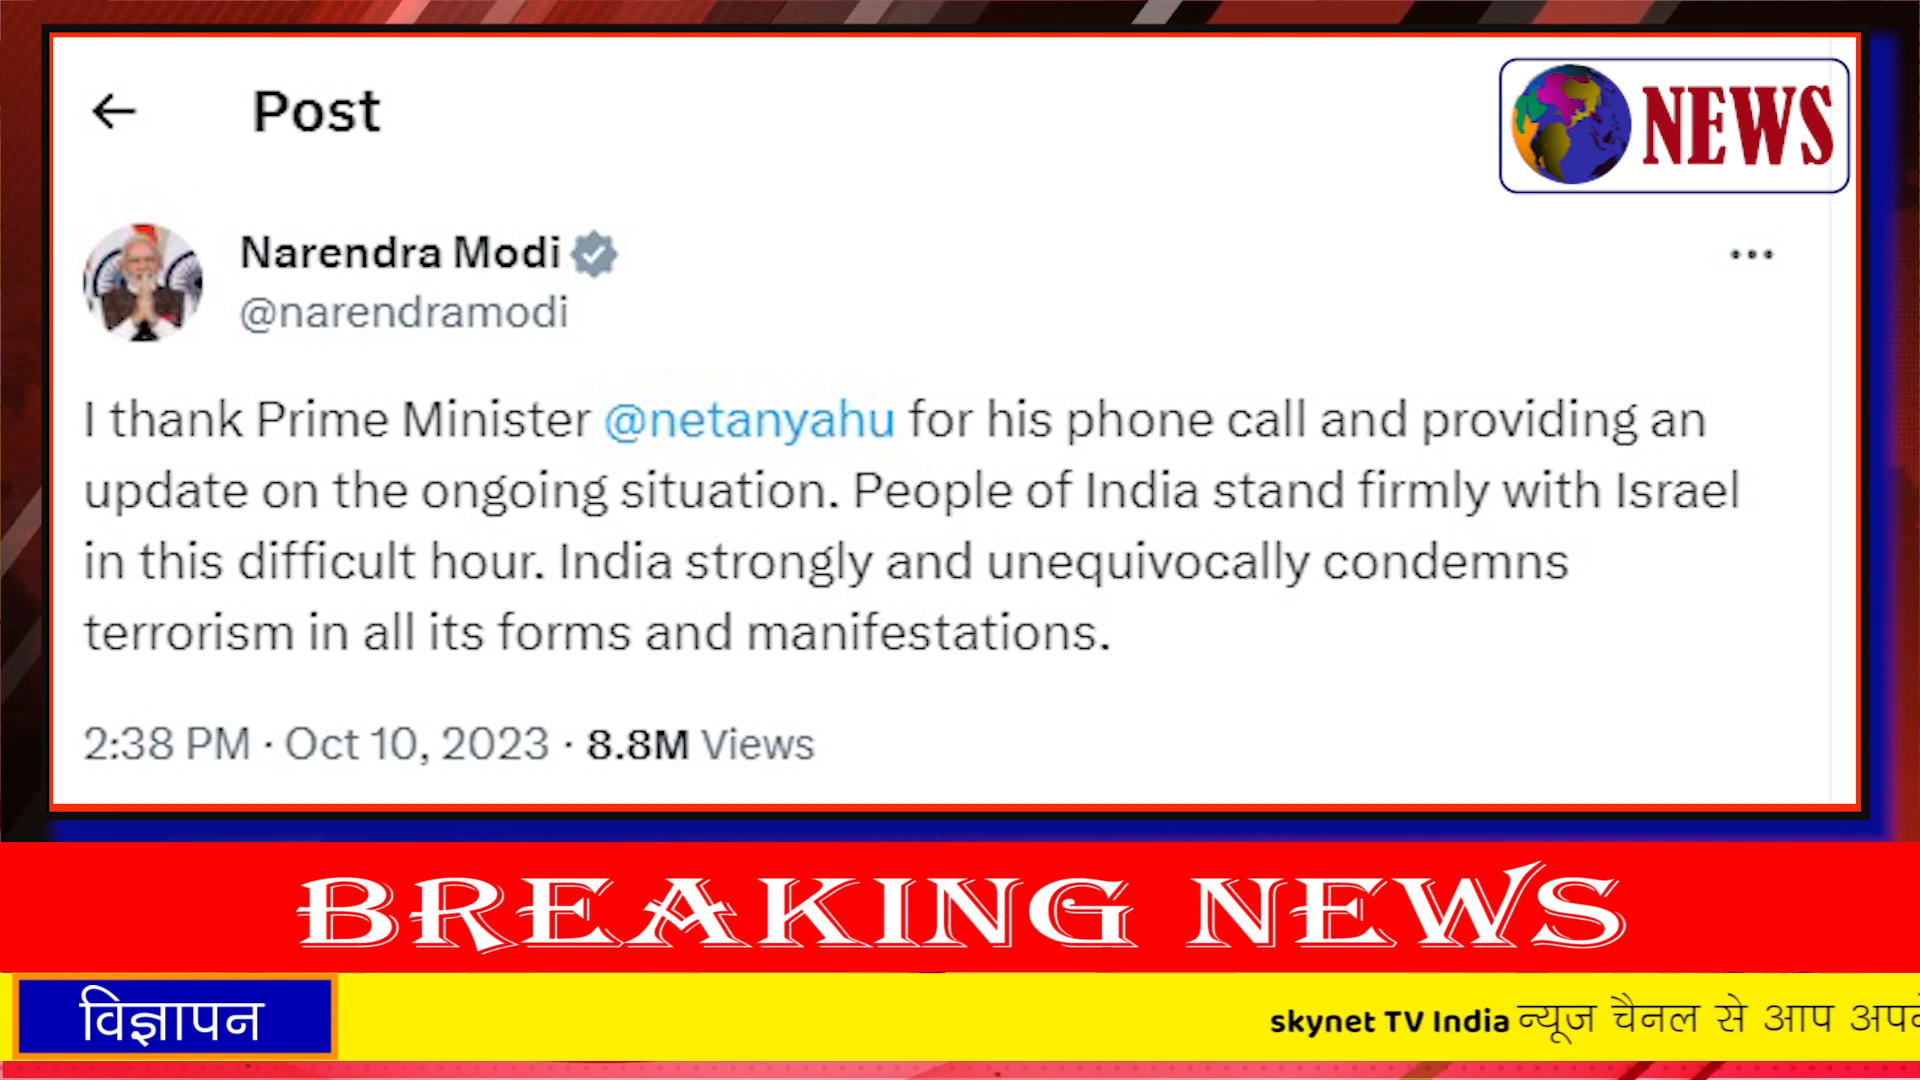 Post
NEWS
Narendra Modi
@narendramodi
I thank Prime Minister @netanyahu for his phone call and providing an
update on the ongoing situation. People of India stand firmly with Israel
in this difficult hour. India strongly and unequivocally condemns
terrorism in all its forms and manifestations.
2:38 PM · Oct 10, 2023 · 8.8M Views
BREAKING NEWS
विज्ञापन
skynet TV India न्यूज चैनल से आप